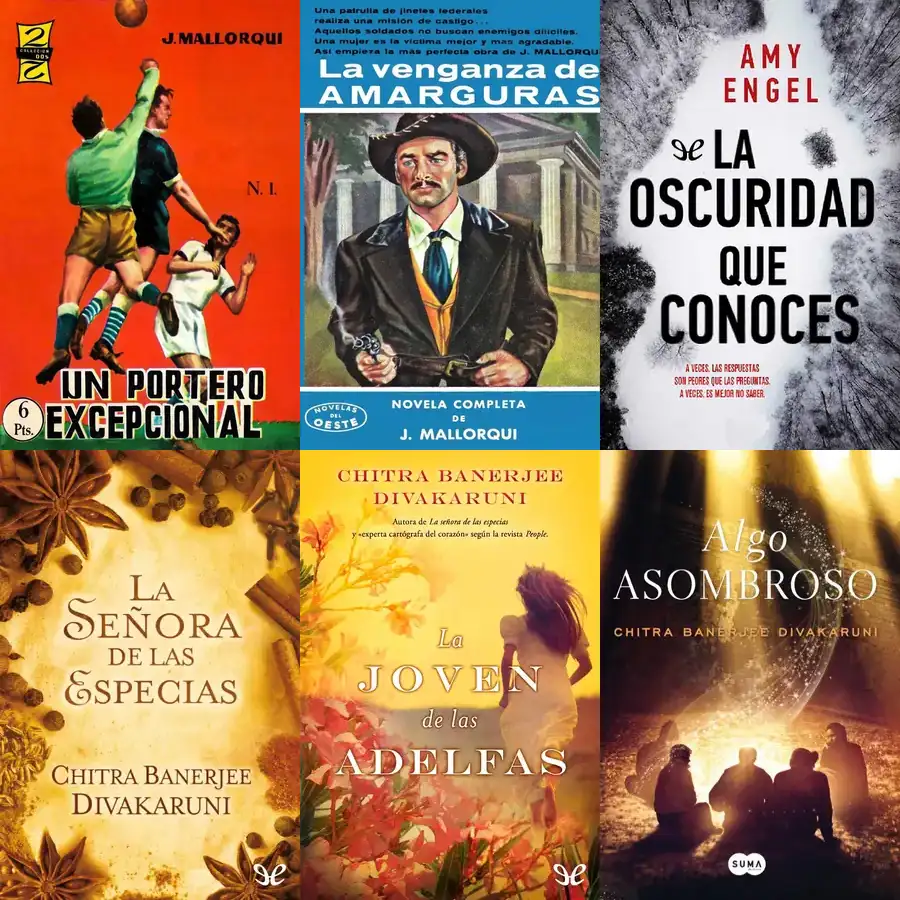 2
COLECCION DOS
2
J. MALLORQUI
N. 1.
UN PORTERO
EXCEPCIONAL
6
Pts.
Una patrulla de jinetes federales
realiza una misión de castigo...
Aquellos soldados no buscan enemigos difíciles.
Una mujer es la víctima mejor y mas agradable.
Así empieza la más perfecta obra de J. MALLORQU
La venganza de
AMARGURAS
NOVELAS
DEL
OESTE
NOVELA COMPLETA
DE
J. MALLORQUI
AMY
ENGEL
LA
OSCURIDAD
QUE
CONOCES
A VECES, LAS RESPUESTAS
SON PEORES QUE LAS PREGUNTAS.
A VECES, ES MEJOR NO SABER.
LA
SEÑORA
DE LAS
ESPECIAS
CHITRA BANERJEE
DIVAKARUNI
CHITRA BANERJEE
DIVAKARUNI
Autora de La señora de las especias
y «experta cartógrafa del corazón» según la revista People.
La
JOVEN
de las
ADELFAS
Algo
ASOMBROSO
CHITRA BANERJEE DIVAKARUNI
SUMA